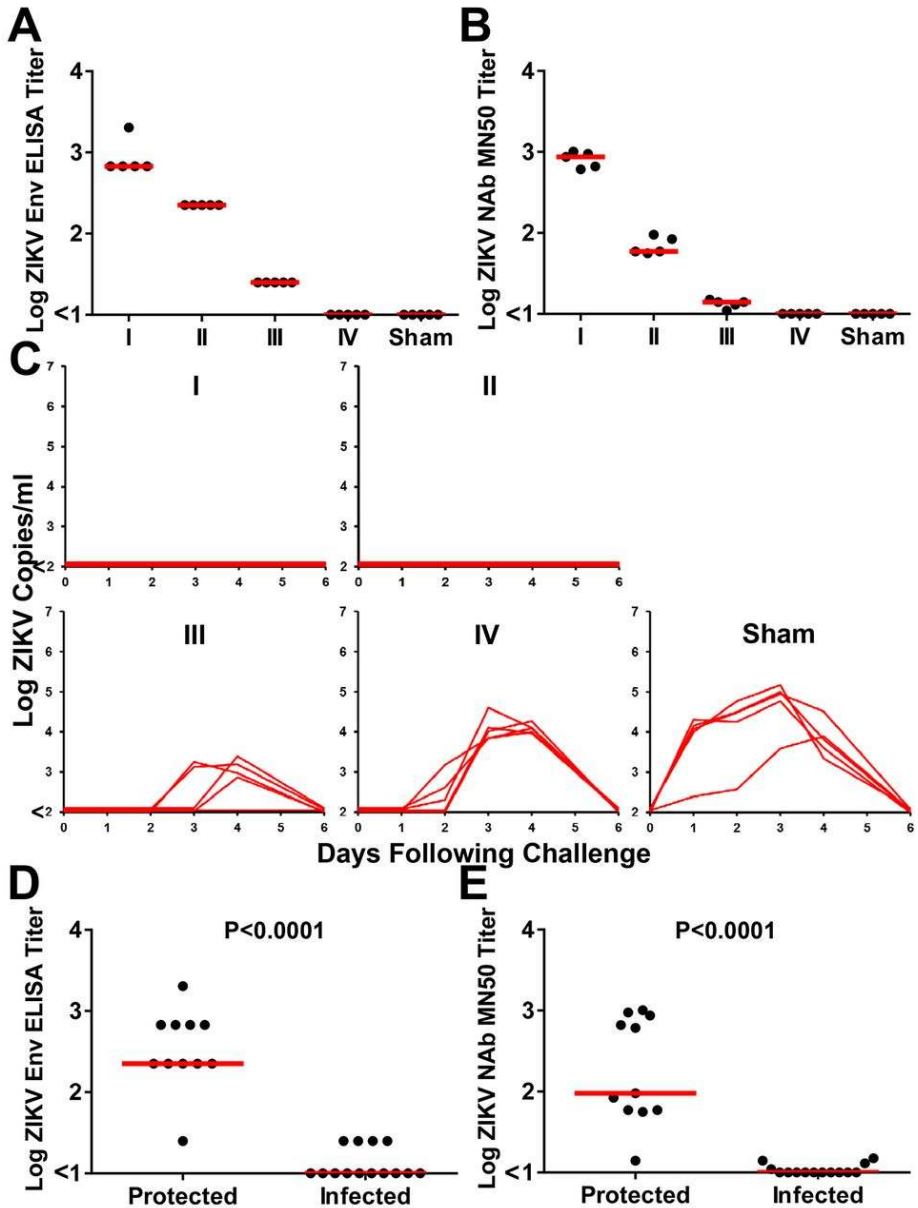 A
Log ZIKV Env ELISA Titer
4
3
2
<1
I II III IV Sham
B
Log ZIKV NAb MN50 Titer
4
3
2
<1
I II III IV Sham
C
Log ZIKV Copies/ml
I
7
6
5
4
3
<2
0 1 2 3 4 5 6
II
7
6
5
4
3
2
0 1 2 3 4 5 6
III
7
6
5
4
3
<2
0 1 2 3 4 5 6
IV
7
6
5
4
3
2
0 1 2 3 4 5 6
Sham
7
6
5
4
3
2
0 1 2 3 4 5 6
Days Following Challenge
D
P<0.0001
Log ZIKV Env ELISA Titer
4
3
2
<1
Protected Infected
E
P<0.0001
Log ZIKV NAb MN50 Titer
4
3
2
<1
Protected Infected